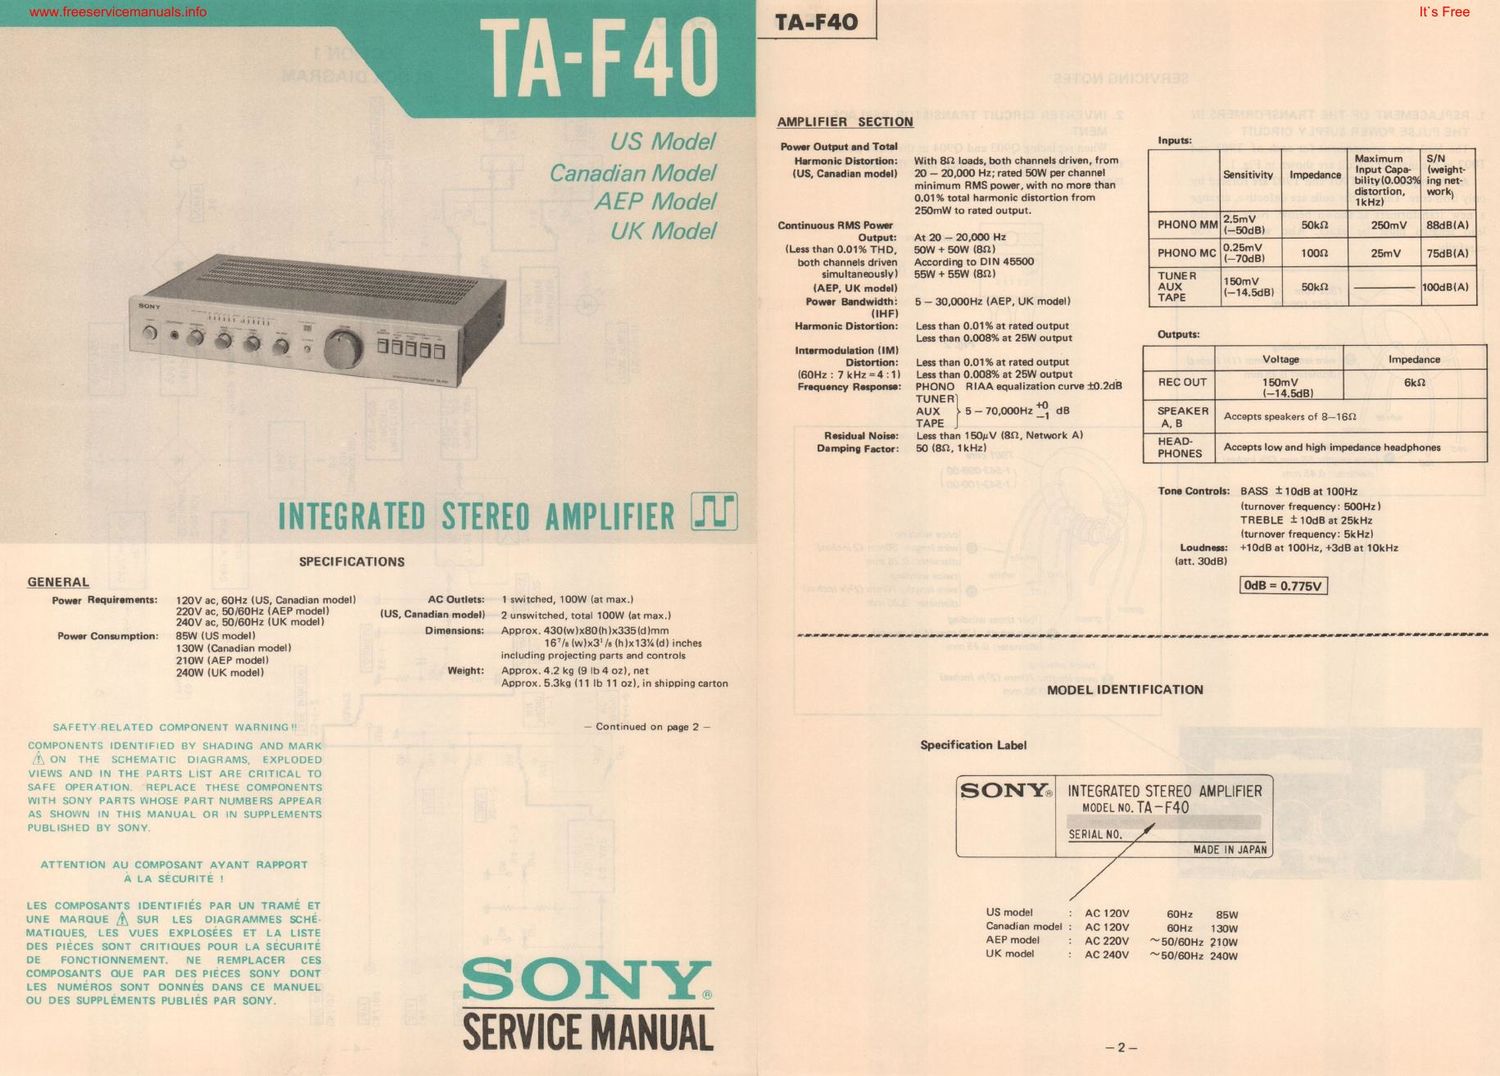 www.freeservicemanuals.info
TA-F40
US Model
Canadian Model
AEP Model
UK Model
SONY
INTEGRATED STEREO AMPLIFIER
SPECIFICATIONS
GENERAL
Power Requirements: 120V ac, 60Hz (US, Canadian model)
220V ac, 50/60Hz (AEP model)
240V ac, 50/60Hz (UK model)
Power Consumption: 85W (US model)
130W (Canadian model)
210W (AEP model)
240W (UK model)
AC Outlets: 1 switched, 100W (at max.)
(US, Canadian model) 2 unswitched, total 100W (at max.)
Dimensions: Approx. 430(w)x80(h)x335(d)mm
16⁷/₈ (w)x3¹/₈ (h)x13¼(d) inches
including projecting parts and controls
Weight: Approx. 4.2 kg (9 lb 4 oz), net
Approx. 5.3kg (11 lb 11 oz), in shipping carton
— Continued on page 2 —
SAFETY-RELATED COMPONENT WARNING!!
COMPONENTS IDENTIFIED BY SHADING AND MARK
⚠ ON THE SCHEMATIC DIAGRAMS, EXPLODED
VIEWS AND IN THE PARTS LIST ARE CRITICAL TO
SAFE OPERATION. REPLACE THESE COMPONENTS
WITH SONY PARTS WHOSE PART NUMBERS APPEAR
AS SHOWN IN THIS MANUAL OR IN SUPPLEMENTS
PUBLISHED BY SONY.
ATTENTION AU COMPOSANT AYANT RAPPORT
À LA SÉCURITÉ !
LES COMPOSANTS IDENTIFIÉS PAR UN TRAMÉ ET
UNE MARQUE ⚠ SUR LES DIAGRAMMES SCHÉ-
MATIQUES, LES VUES EXPLOSÉES ET LA LISTE
DES PIÈCES SONT CRITIQUES POUR LA SÉCURITÉ
DE FONCTIONNEMENT. NE REMPLACER CES
COMPOSANTS QUE PAR DES PIÈCES SONY DONT
LES NUMÉROS SONT DONNÉS DANS CE MANUEL
OU DES SUPPLÉMENTS PUBLIÉS PAR SONY.
SONY®
SERVICE MANUAL
TA-F40
It`s Free
AMPLIFIER SECTION
Power Output and Total
Harmonic Distortion: With 8Ω loads, both channels driven, from
(US, Canadian model) 20 – 20,000 Hz; rated 50W per channel
minimum RMS power, with no more than
0.01% total harmonic distortion from
250mW to rated output.
Continuous RMS Power
Output: At 20 – 20,000 Hz
(Less than 0.01% THD, 50W + 50W (8Ω)
both channels driven According to DIN 45500
simultaneously) 55W + 55W (8Ω)
(AEP, UK model)
Power Bandwidth: 5 – 30,000Hz (AEP, UK model)
(IHF)
Harmonic Distortion: Less than 0.01% at rated output
Less than 0.008% at 25W output
Intermodulation (IM)
Distortion: Less than 0.01% at rated output
(60Hz : 7 kHz = 4 : 1) Less than 0.008% at 25W output
Frequency Response: PHONO RIAA equalization curve ±0.2dB
TUNER
AUX 5 – 70,000Hz +0 −1 dB
TAPE
Residual Noise: Less than 150μV (8Ω, Network A)
Damping Factor: 50 (8Ω, 1kHz)
Inputs:
Sensitivity Impedance Maximum Input Capa-bility(0.003% distortion, 1kHz) S/N (weight-ing net-work)
PHONO MM 2.5mV (−50dB) 50kΩ 250mV 88dB(A)
PHONO MC 0.25mV (−70dB) 100Ω 25mV 75dB(A)
TUNER AUX TAPE 150mV (−14.5dB) 50kΩ ——— 100dB(A)
Outputs:
Voltage Impedance
REC OUT 150mV (−14.5dB) 6kΩ
SPEAKER A, B Accepts speakers of 8–16Ω
HEAD-PHONES Accepts low and high impedance headphones
Tone Controls: BASS ±10dB at 100Hz
(turnover frequency: 500Hz)
TREBLE ±10dB at 25kHz
(turnover frequency: 5kHz)
Loudness: +10dB at 100Hz, +3dB at 10kHz
(att. 30dB)
0dB = 0.775V
MODEL IDENTIFICATION
Specification Label
SONY® INTEGRATED STEREO AMPLIFIER
MODEL NO. TA–F40
SERIAL NO.
MADE IN JAPAN
US model : AC 120V 60Hz 85W
Canadian model : AC 120V 60Hz 130W
AEP model : AC 220V ~50/60Hz 210W
UK model : AC 240V ~50/60Hz 240W
– 2 –